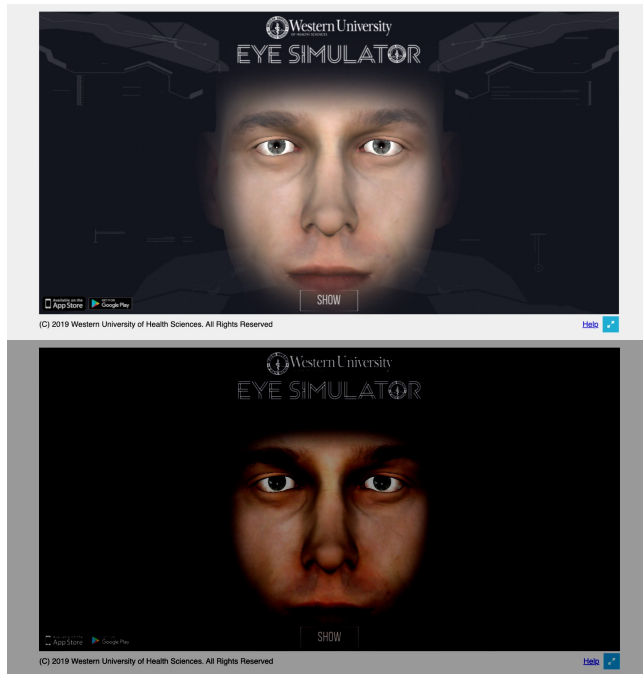 Western University
OF HEALTH SCIENCES
EYE SIMULATOR
Available on the
App Store
GET IT ON
Google Play
SHOW
(C) 2019 Western University of Health Sciences. All Rights Reserved
Help
Western University
EYE SIMULATOR
App Store
Google Play
SHOW
(C) 2019 Western University of Health Sciences. All Rights Reserved
Help